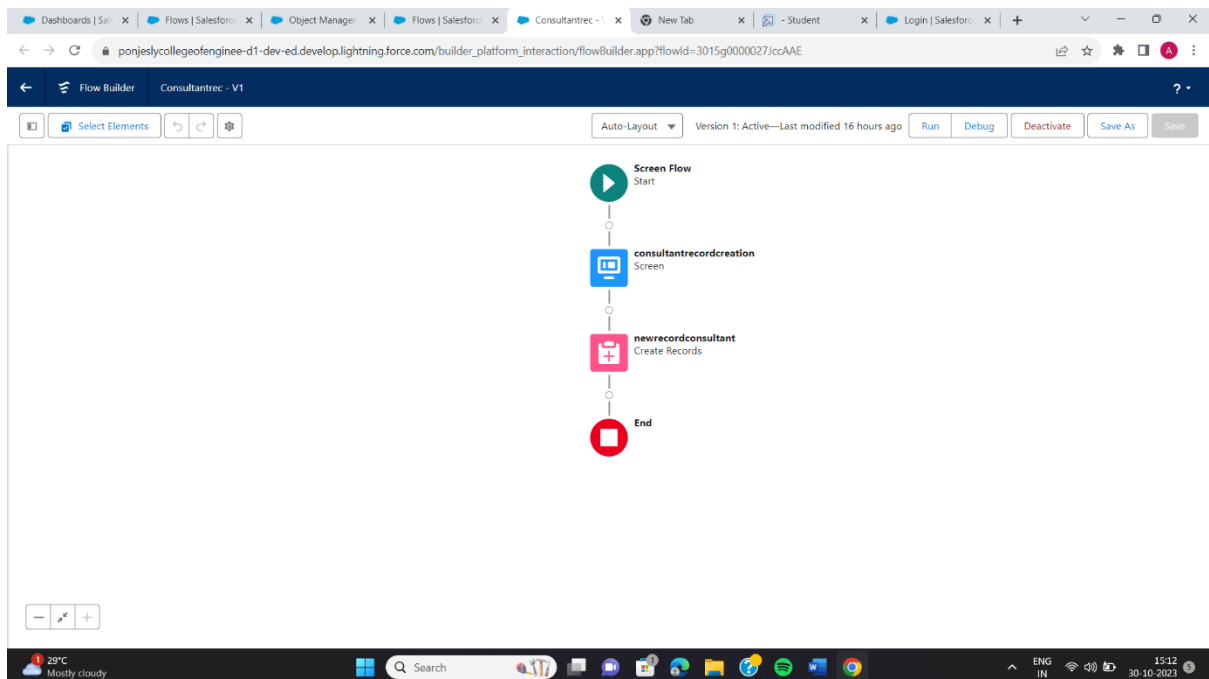 Dashboards | Sal
Flows | Salesforc
Object Manager
Flows | Salesforc
Consultantrec - V
New Tab
- Student
Login | Salesforc
ponjeslycollegeofenginee-d1-dev-ed.develop.lightning.force.com/builder_platform_interaction/flowBuilder.app?flowId=3015g0000027JccAAE
A
Flow Builder
Consultantrec - V1
?
Select Elements
Auto-Layout
Version 1: Active—Last modified 16 hours ago
Run
Debug
Deactivate
Save As
Save
Screen Flow
Start
consultantrecordcreation
Screen
newrecordconsultant
Create Records
End
1
29°C
Mostly cloudy
Search
ENG
IN
15:12
30-10-2023
5